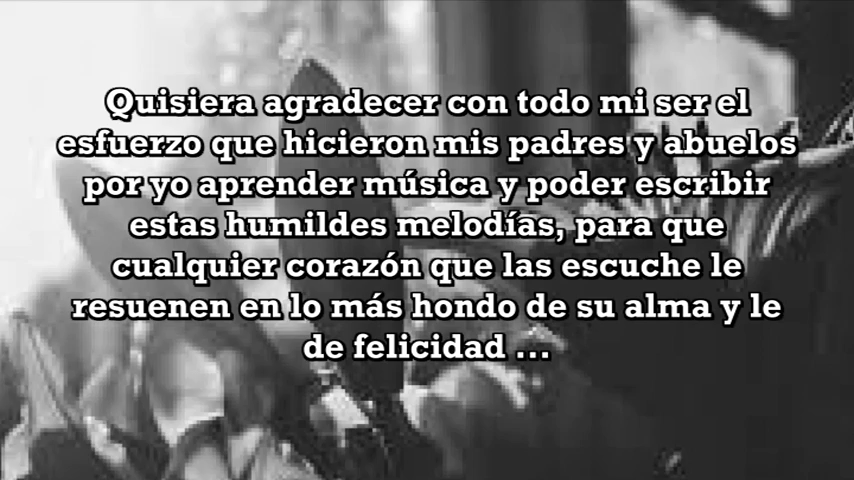 Quisiera agradecer con todo mi ser el
esfuerzo que hicieron mis padres y abuelos
por yo aprender música y poder escribir
estas humildes melodías, para que
cualquier corazón que las escuche le
resuenen en lo más hondo de su alma y le
de felicidad ...